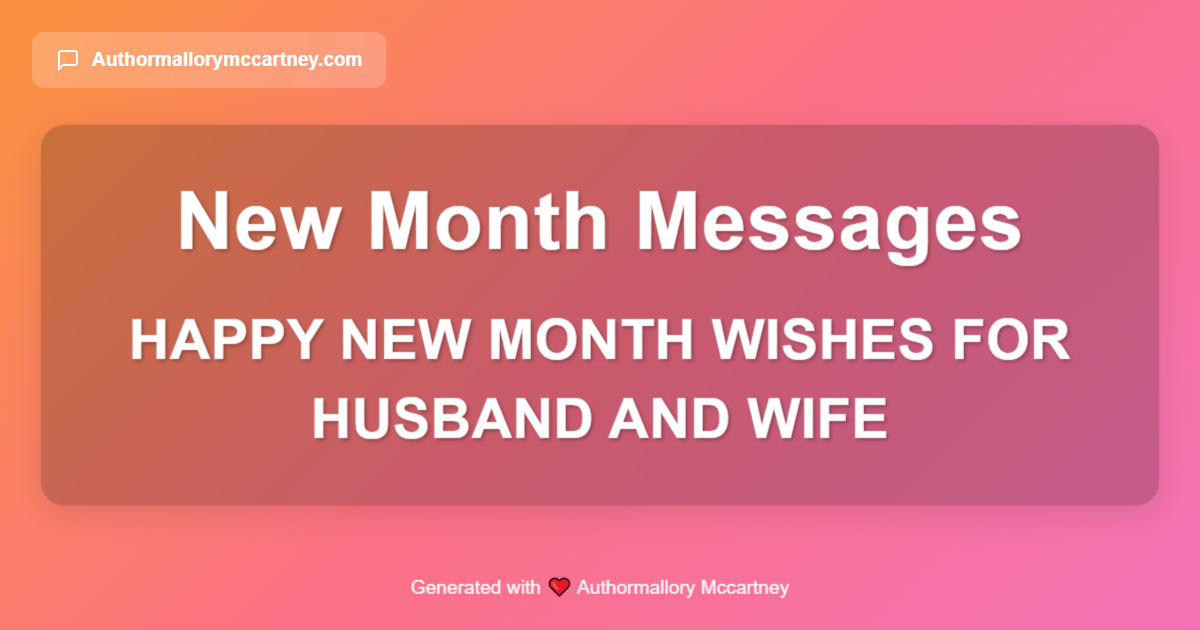 Authormallorymccartney.com
New Month Messages
HAPPY NEW MONTH WISHES FOR
HUSBAND AND WIFE
Generated with ❤️ Authormallory Mccartney